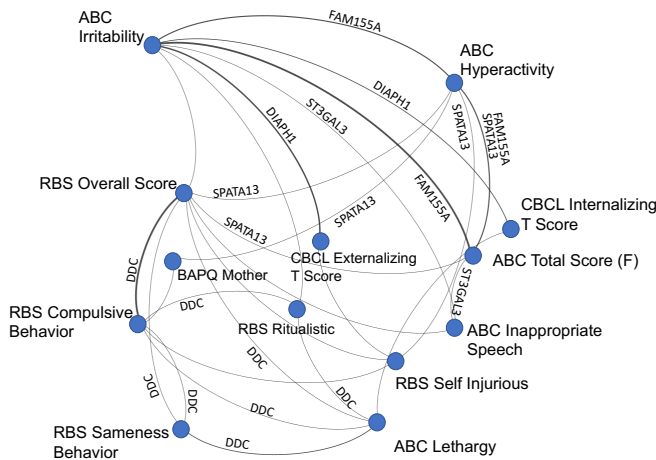 ABC
Irritability
FAM155A
ABC
Hyperactivity
DIAPH1
ST3GAL3
DIAPH1
SPATA13
FAM155A
SPATA13
RBS Overall Score
SPATA13
FAM155A
SPATA13
SPATA13
CBCL Internalizing
T Score
DDC
BAPQ Mother
CBCL Externalizing
T Score
ABC Total Score (F)
ST3GAL3
RBS Compulsive
Behavior
DDC
RBS Ritualistic
ABC Inappropriate
Speech
DDC
RBS Self Injurious
DDC
DDC
DDC
DDC
RBS Sameness
Behavior
DDC
ABC Lethargy